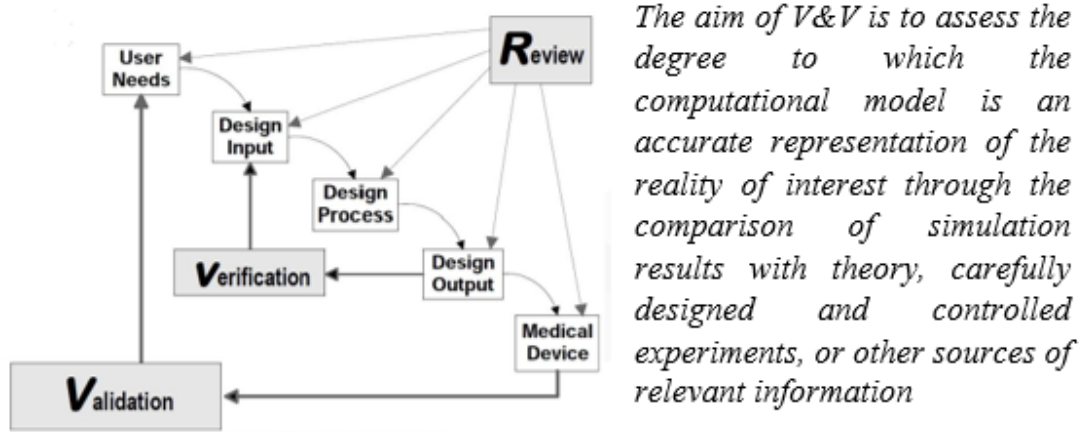 User
Needs
Review
Design
Input
Design
Process
Verification
Design
Output
Medical
Device
Validation
The aim of V&V is to assess the
degree to which the
computational model is an
accurate representation of the
reality of interest through the
comparison of simulation
results with theory, carefully
designed and controlled
experiments, or other sources of
relevant information